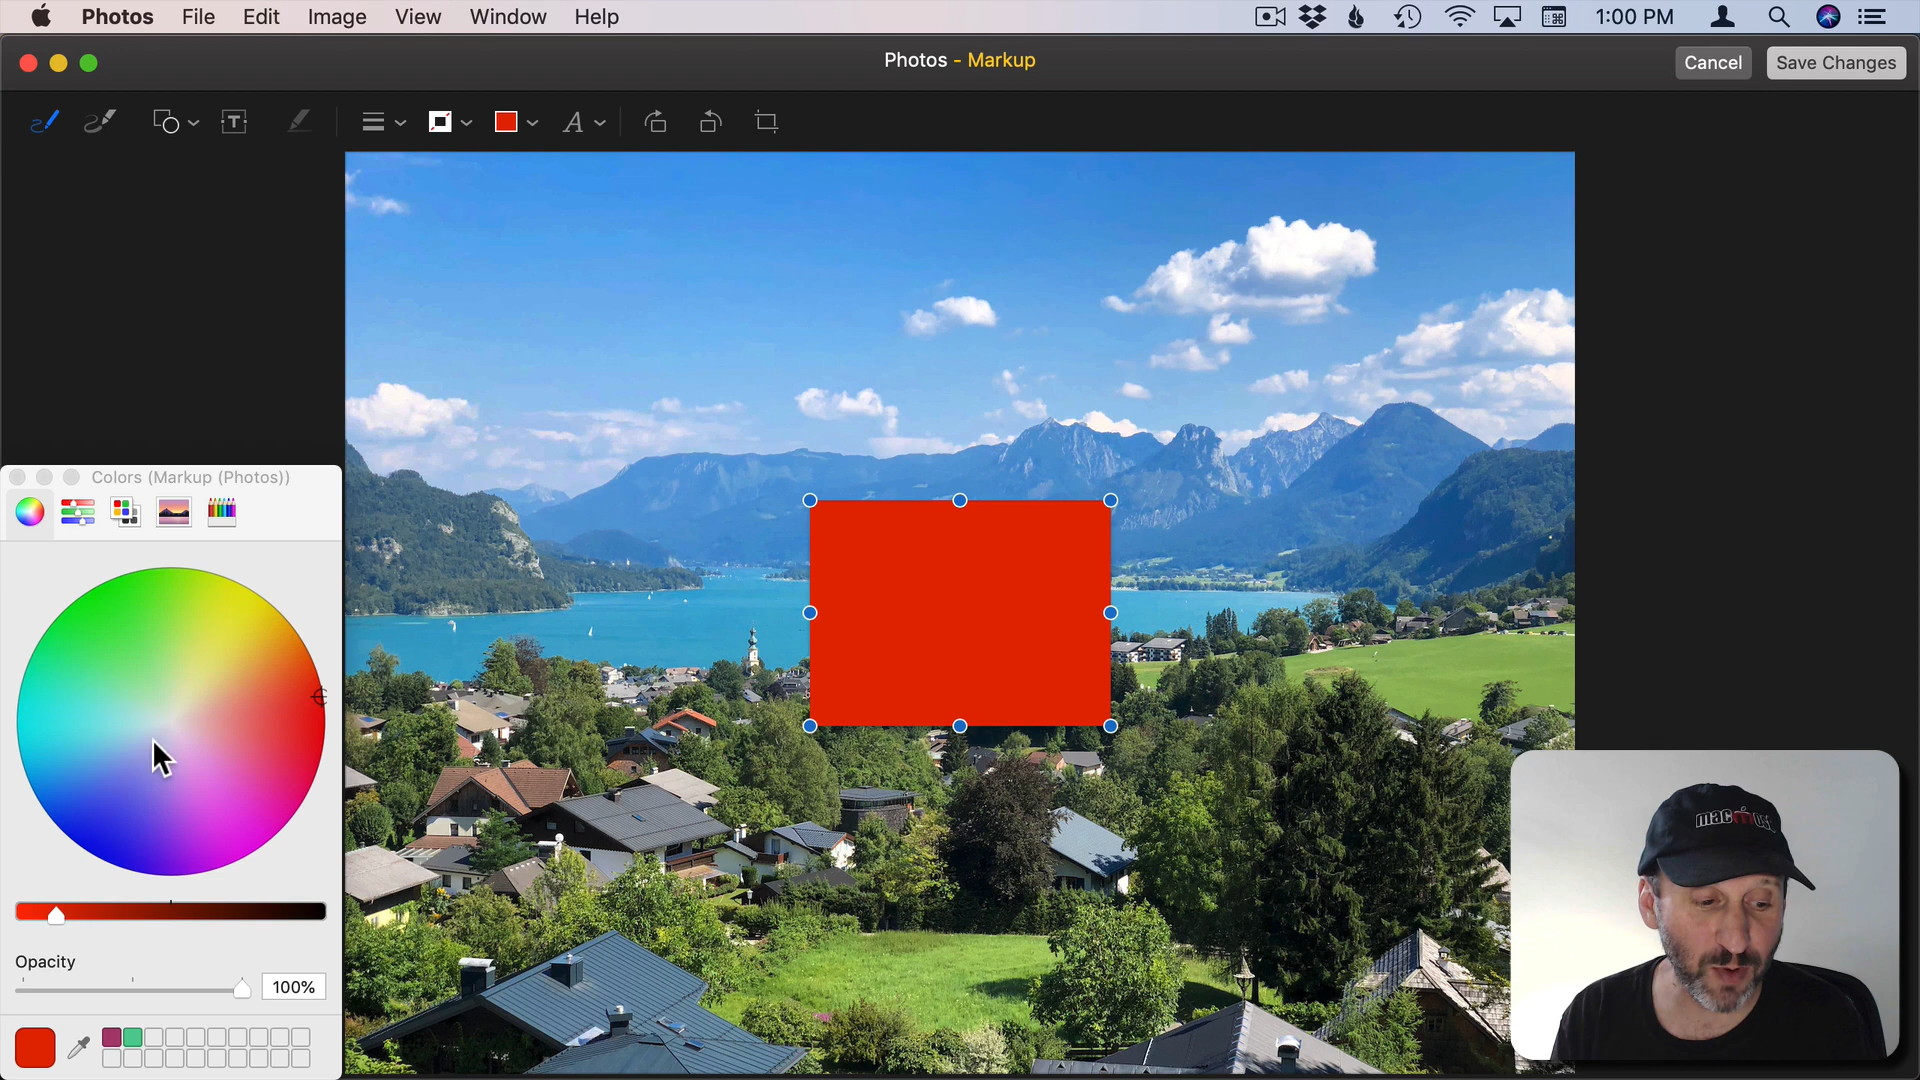 Photos File Edit Image View Window Help 1:00 PM
Photos - Markup
Cancel
Save Changes
T
A
Colors (Markup (Photos))
Opacity
100%
macmost